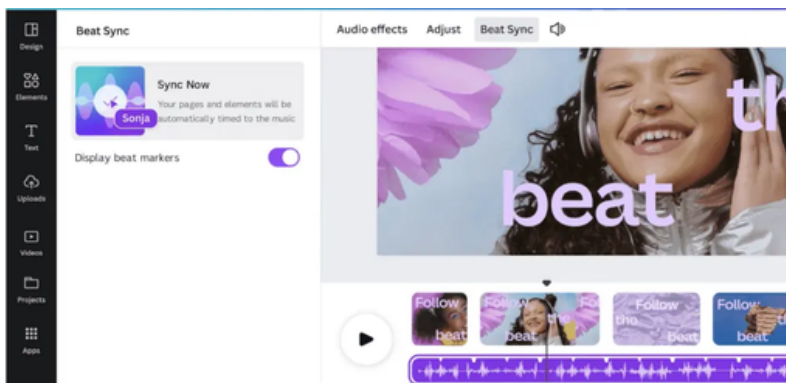 Design
Elements
Text
Uploads
Videos
Projects
Apps
Beat Sync
Sync Now
Your pages and elements will be
automatically timed to the music
Sonja
Display beat markers
Audio effects
Adjust
Beat Sync
th
beat
Follow
beat
Follow
Fo
the
Follow
the
beat
Follow
beat